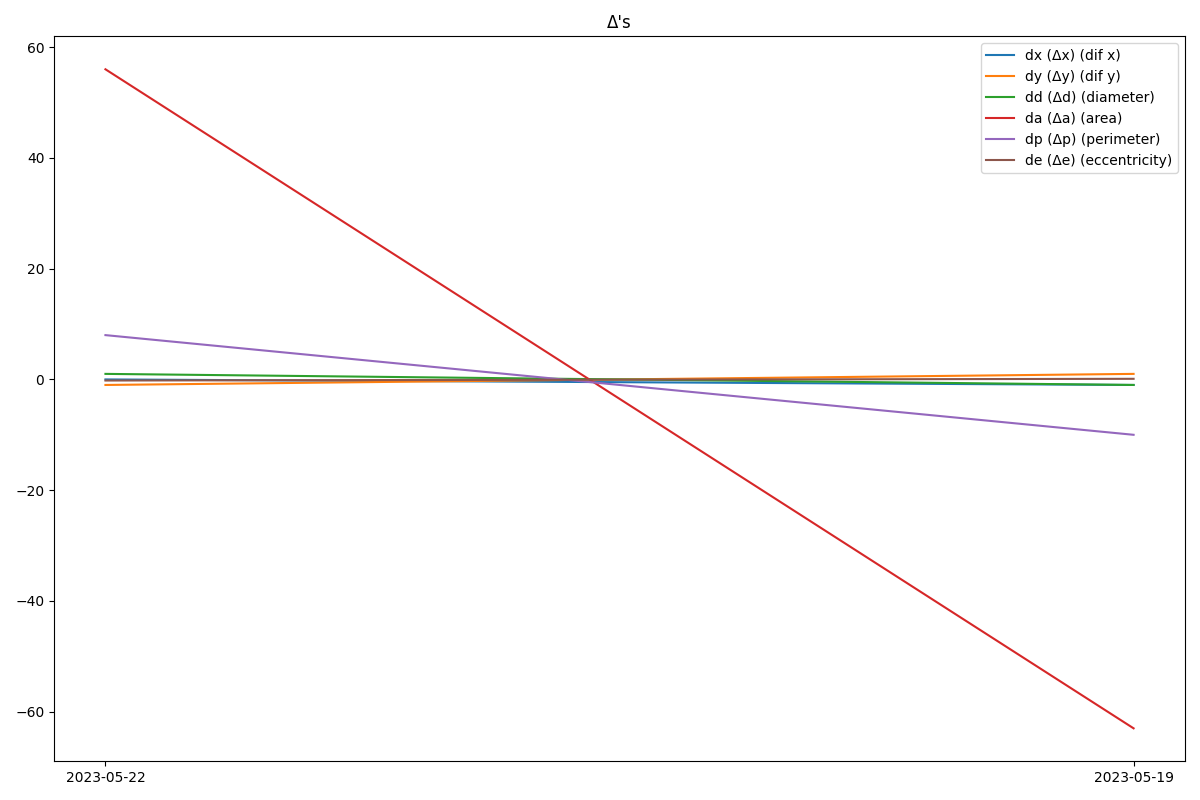 Δ's
60
40
20
0
−20
−40
−60
2023-05-22
2023-05-19
dx (Δx) (dif x)
dy (Δy) (dif y)
dd (Δd) (diameter)
da (Δa) (area)
dp (Δp) (perimeter)
de (Δe) (eccentricity)